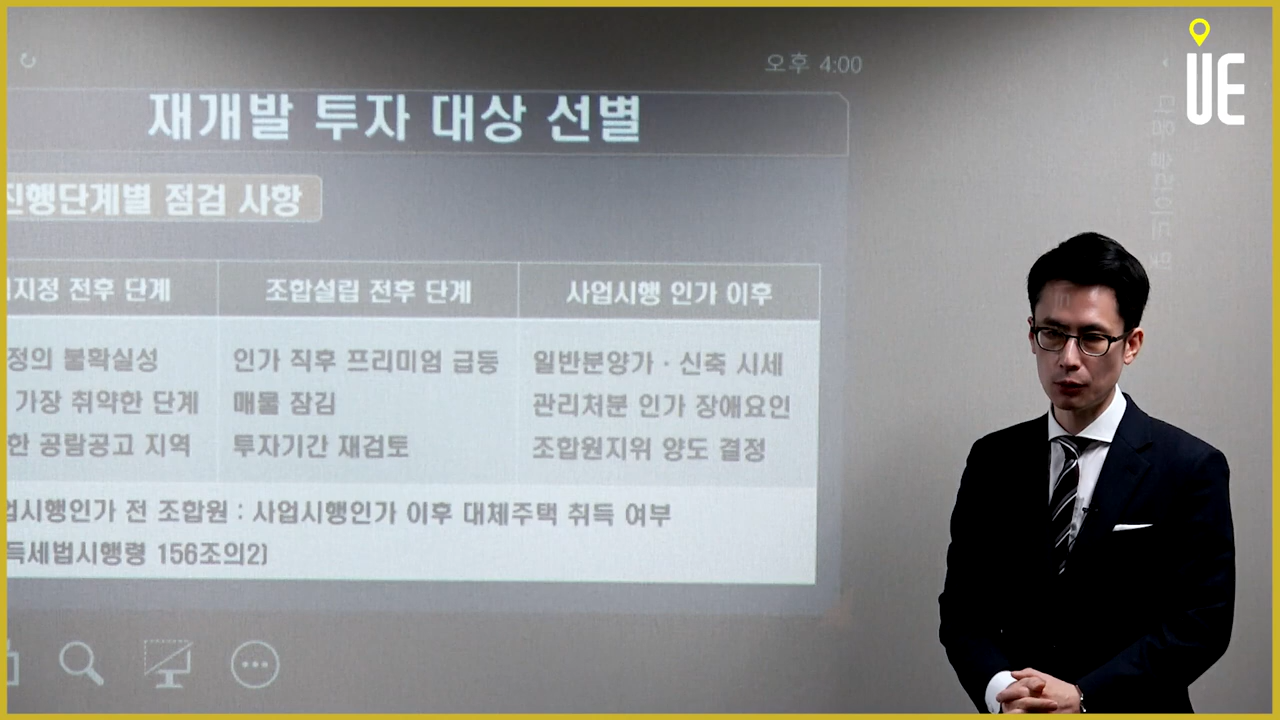 오후 4:00
UE
재개발 투자 대상 선별
진행단계별 점검 사항
지정 전후 단계
조합설립 전후 단계
사업시행 인가 이후
정의 불확실성
인가 직후 프리미엄 급등
일반분양가 · 신축 시세
가장 취약한 단계
매물 잠김
관리처분 인가 장애요인
한 공람공고 지역
투자기간 재검토
조합원지위 양도 결정
업시행인가 전 조합원 : 사업시행인가 이후 대체주택 취득 여부
득세법시행령 156조의2)
다음 슬라이드 및